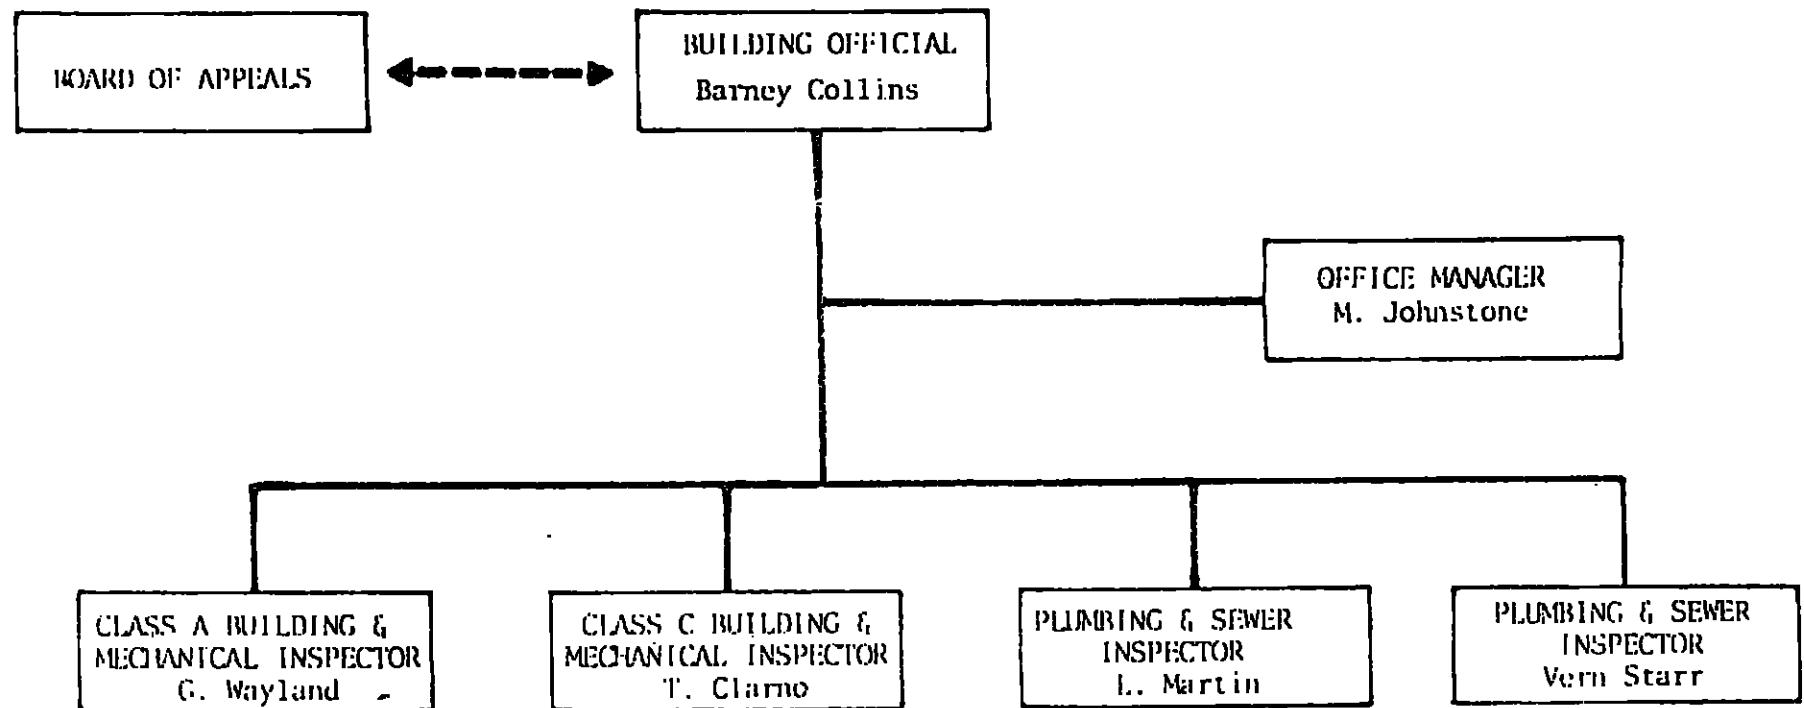 BOARD OF APPEALS
BUILDING OFFICIAL
Barney Collins
OFFICE MANAGER
M. Johnstone
CLASS A BUILDING &
MECHANICAL INSPECTOR
G. Wayland
CLASS C BUILDING &
MECHANICAL INSPECTOR
T. Clarno
PLUMBING & SEWER
INSPECTOR
L. Martin
PLUMBING & SEWER
INSPECTOR
Vern Starr